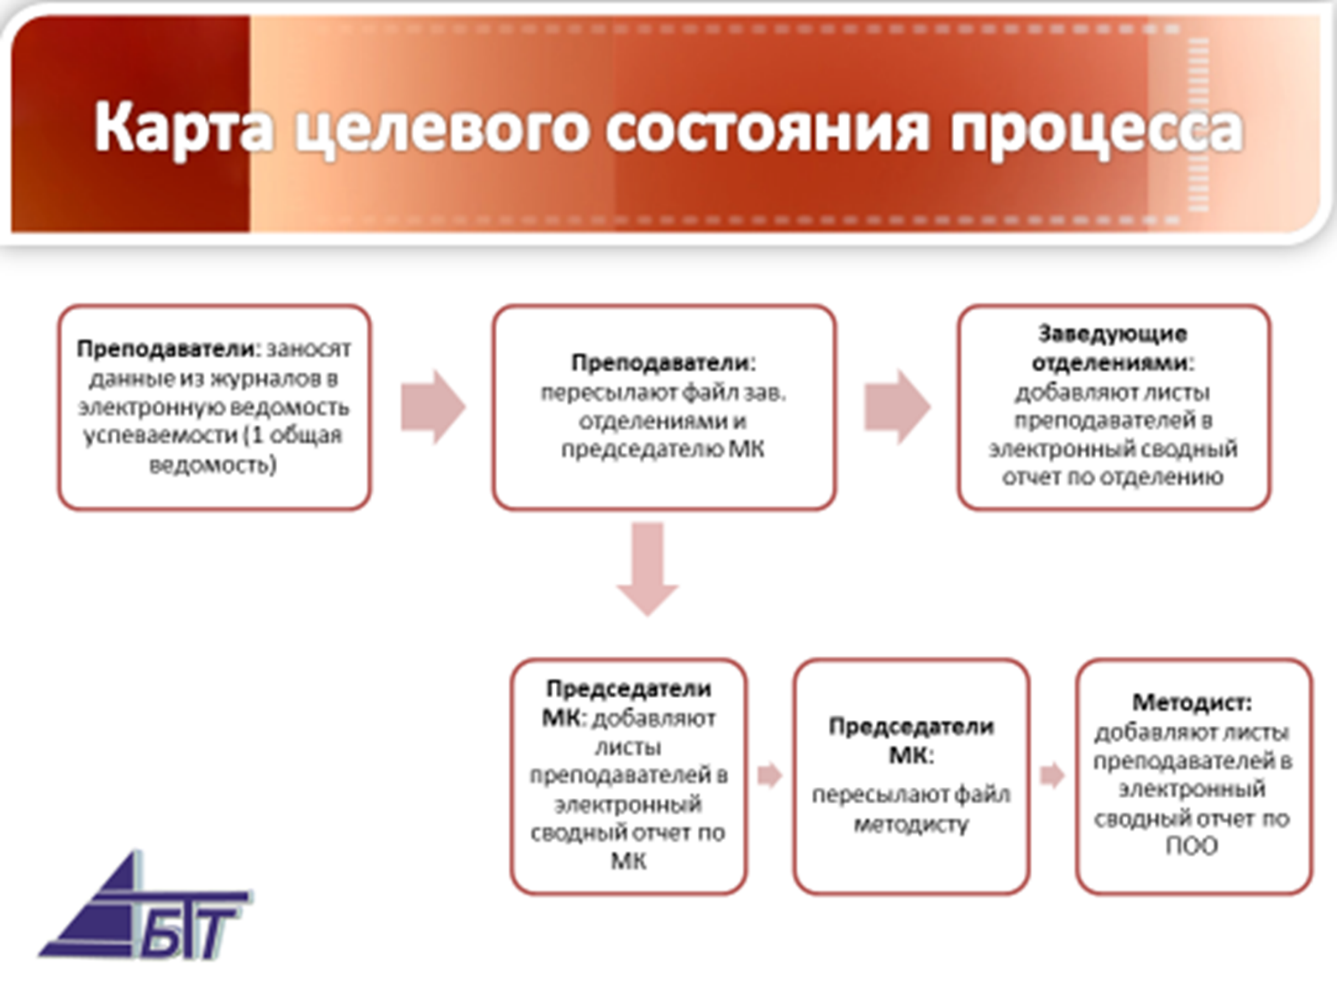 Карта целевого состояния процесса
Преподаватели: заносят
данные из журналов в
электронную ведомость
успеваемости (1 общая
ведомость)
Преподаватели:
пересылают файл зав.
отделениями и
председателю МК
Заведующие
отделениями:
добавляют листы
преподавателей в
электронный сводный
отчет по отделению
Председатели
МК: добавляют
листы
преподавателей в
электронный
сводный отчет по
МК
Председатели
МК:
пересылают файл
методисту
Методист:
добавляют листы
преподавателей в
электронный
сводный отчет по
ПОО
БТТ